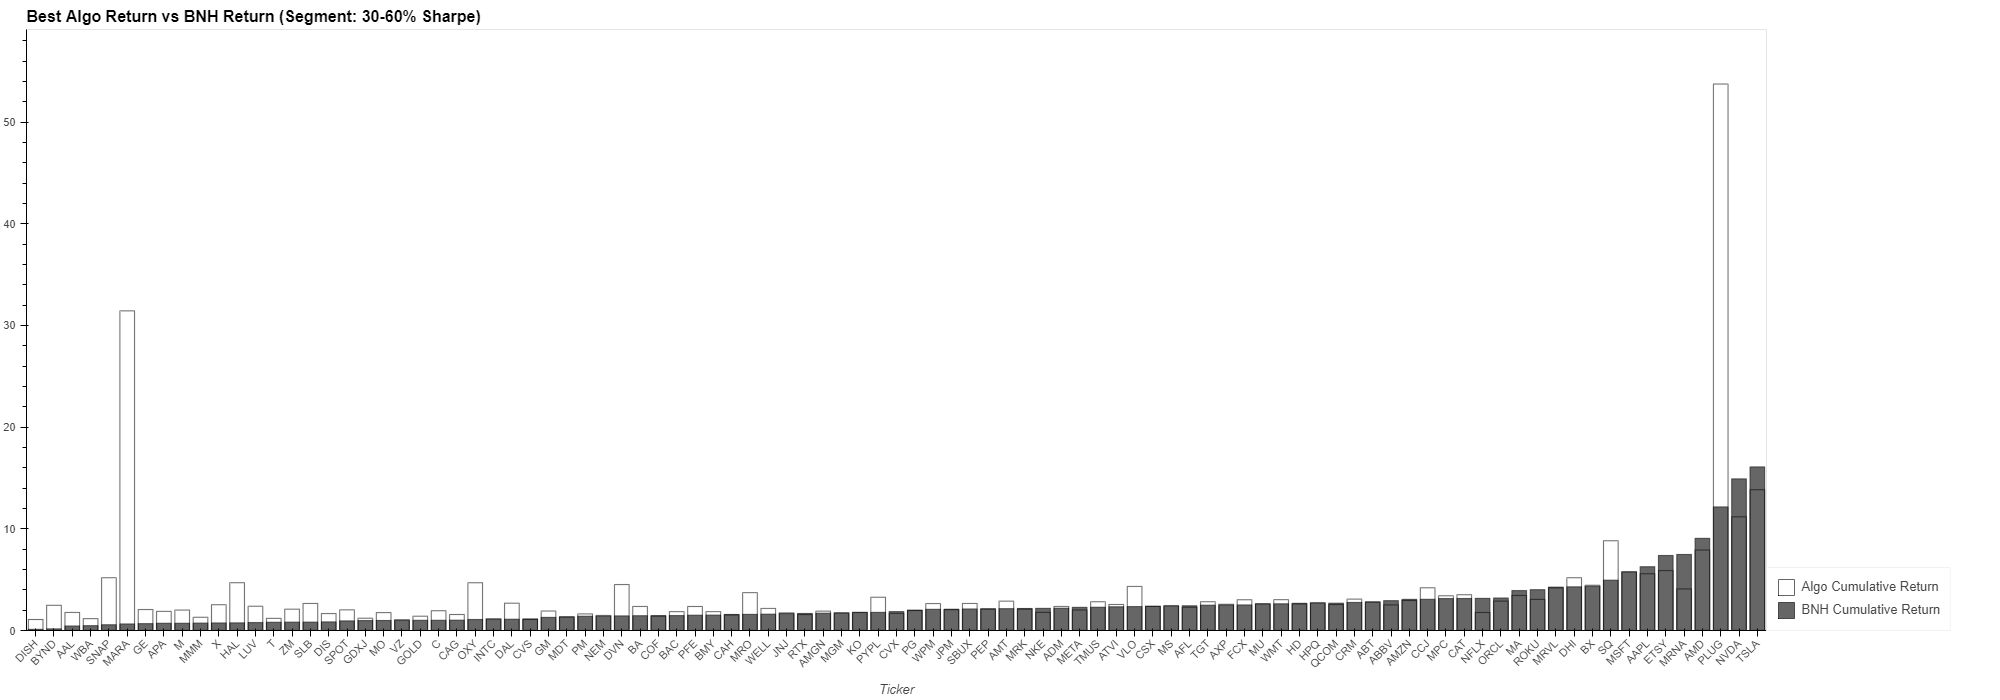 Best Algo Return vs BNH Return (Segment: 30-60% Sharpe)
50
40
30
20
10
0
DISH BYND AAL WBA SNAP MARA GE APA M MMM X HAL LUV T ZM SLB DIS SPOT GDXJ MO VZ GOLD C CAG OXY INTC DAL CVS GM MDT PM NEM DVN BA COF BAC PFE BMY CAH MRO WELL JNJ RTX AMGN MGM KO PYPL CVX PG WPM JPM SBUX PEP AMT MRK NKE ADM META TMUS ATVI VLO CSX MS AFL TGT AXP FCX MU WMT HD HPQ QCOM CRM ABT ABBV AMZN CCJ MPC CAT NFLX ORCL MA ROKU MRVL DHI BX SQ MSFT AAPL ETSY MRNA AMD PLUG NVDA TSLA
Ticker
Algo Cumulative Return
BNH Cumulative Return